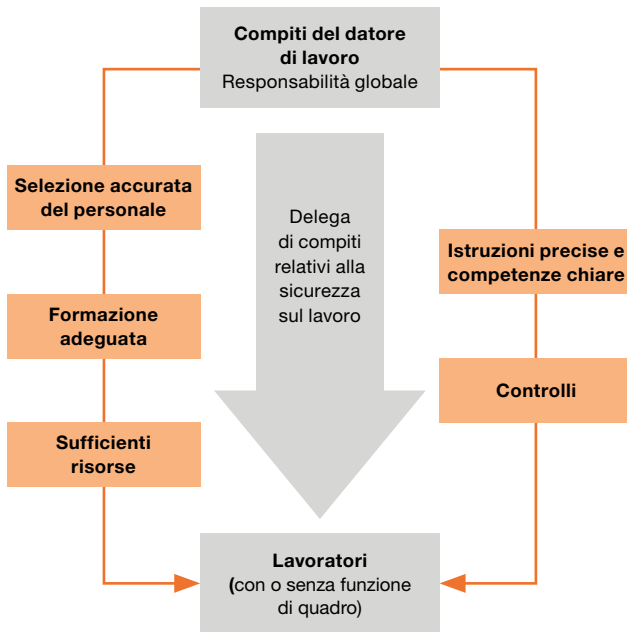 Compiti del datore
di lavoro
Responsabilità globale
Selezione accurata
del personale
Formazione
adeguata
Sufficienti
risorse
Delega
di compiti
relativi alla
sicurezza
sul lavoro
Istruzioni precise e
competenze chiare
Controlli
Lavoratori
(con o senza funzione
di quadro)